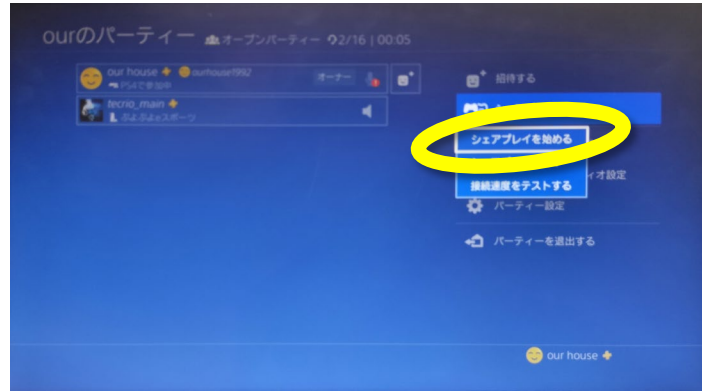 ourのパーティー オープンパーティー 2/16 | 00:05
our house ourhouse1992
PS4で参加中
オーナー
tecrio_main
ぷよぷよeスポーツ
招待する
シェアプレイを始める
接続速度をテストする
ィオ設定
パーティー設定
パーティーを退出する
our house